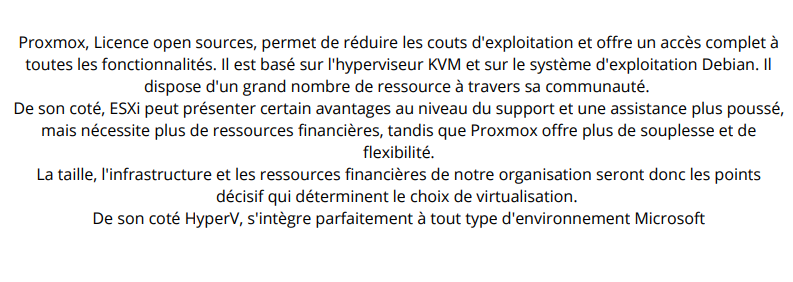 Proxmox, Licence open sources, permet de réduire les couts d'exploitation et offre un accès complet à
toutes les fonctionnalités. Il est basé sur l'hyperviseur KVM et sur le système d'exploitation Debian. Il
dispose d'un grand nombre de ressource à travers sa communauté.
De son coté, ESXi peut présenter certain avantages au niveau du support et une assistance plus poussé,
mais nécessite plus de ressources financières, tandis que Proxmox offre plus de souplesse et de
flexibilité.
La taille, l'infrastructure et les ressources financières de notre organisation seront donc les points
décisif qui déterminent le choix de virtualisation.
De son coté HyperV, s'intègre parfaitement à tout type d'environnement Microsoft